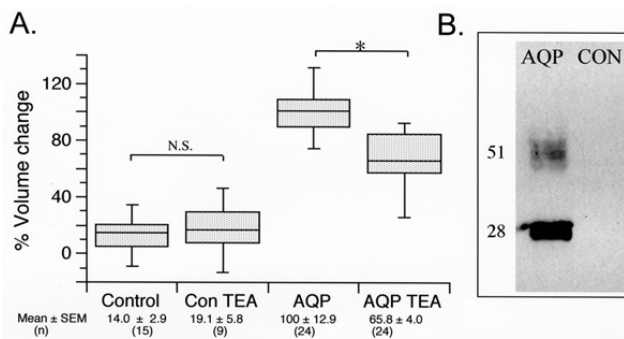 A.
B.
% Volume change
120
80
40
0
N.S.
*
Control Con TEA AQP AQP TEA
Mean ± SEM 14.0 ± 2.9 19.1 ± 5.8 100 ± 12.9 65.8 ± 4.0
(n) (15) (9) (24) (24)
AQP CON
51
28